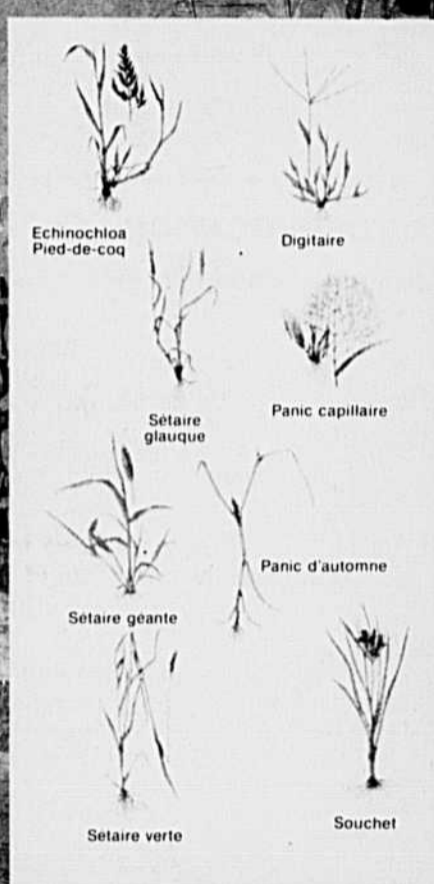 Echinochloa
Pied-de-coq
Digitaire
Sétaire
glauque
Panic capillaire
Sétaire géante
Panic d'automne
Sétaire verte
Souchet